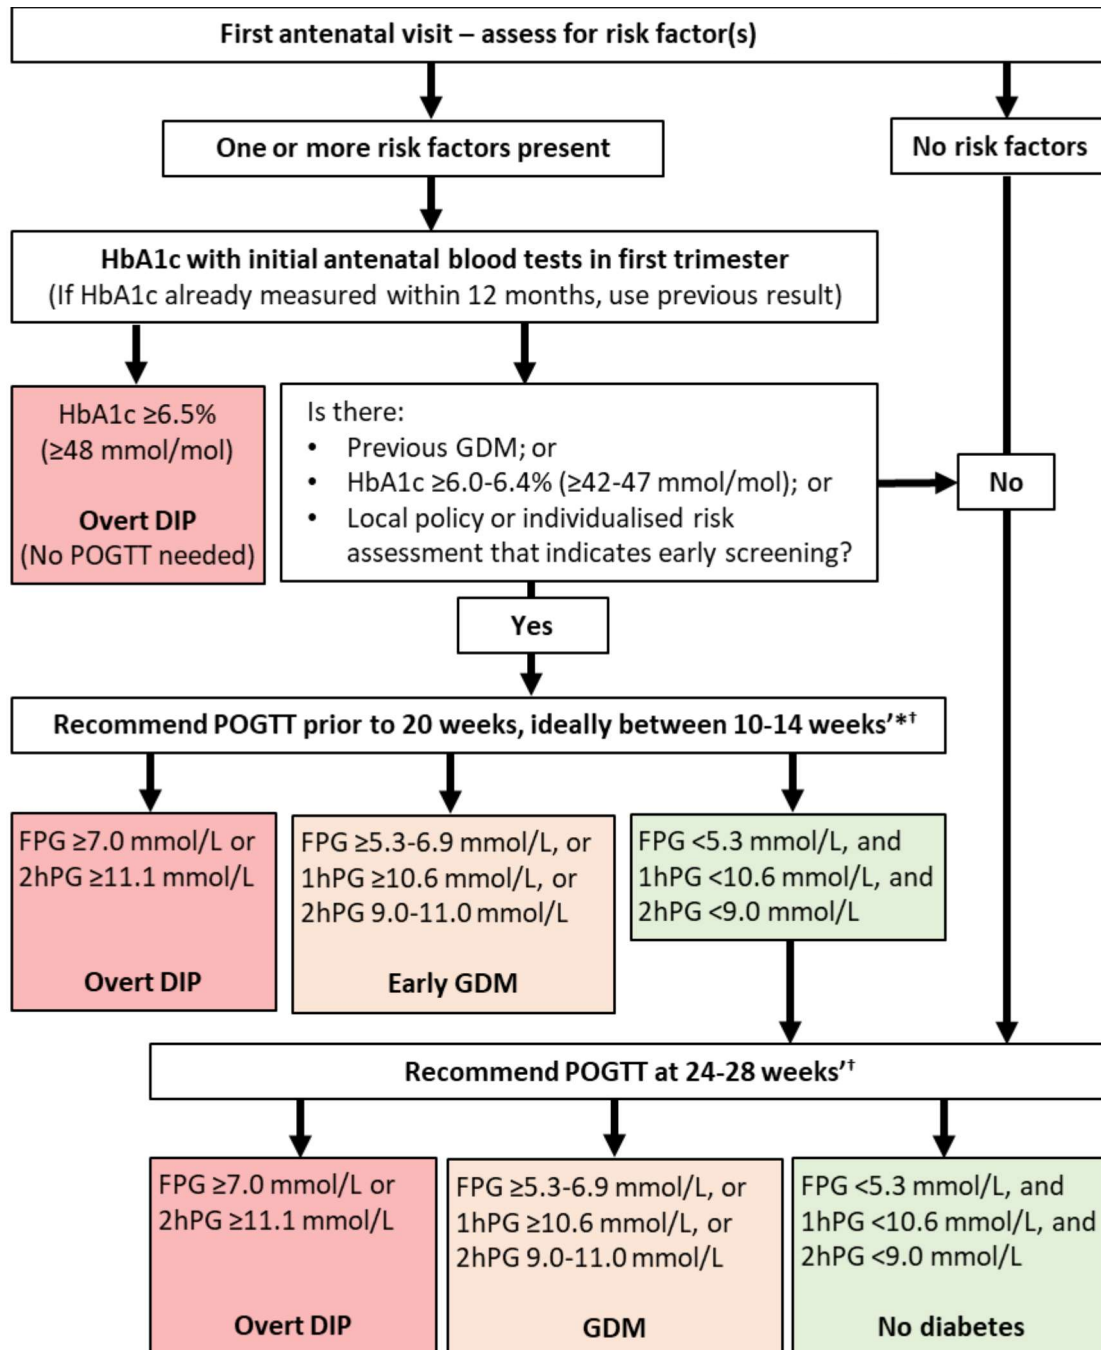 First antenatal visit – assess for risk factor(s)
One or more risk factors present
No risk factors
HbA1c with initial antenatal blood tests in first trimester
(If HbA1c already measured within 12 months, use previous result)
HbA1c ≥6.5%
(≥48 mmol/mol)
Overt DIP
(No POGTT needed)
Is there:
• Previous GDM; or
• HbA1c ≥6.0-6.4% (≥42-47 mmol/mol); or
• Local policy or individualised risk
assessment that indicates early screening?
No
Yes
Recommend POGTT prior to 20 weeks, ideally between 10-14 weeks’*†
FPG ≥7.0 mmol/L or
2hPG ≥11.1 mmol/L
Overt DIP
FPG ≥5.3-6.9 mmol/L, or
1hPG ≥10.6 mmol/L, or
2hPG 9.0-11.0 mmol/L
Early GDM
FPG <5.3 mmol/L, and
1hPG <10.6 mmol/L, and
2hPG <9.0 mmol/L
Recommend POGTT at 24-28 weeks’†
FPG ≥7.0 mmol/L or
2hPG ≥11.1 mmol/L
Overt DIP
FPG ≥5.3-6.9 mmol/L, or
1hPG ≥10.6 mmol/L, or
2hPG 9.0-11.0 mmol/L
GDM
FPG <5.3 mmol/L, and
1hPG <10.6 mmol/L, and
2hPG <9.0 mmol/L
No diabetes